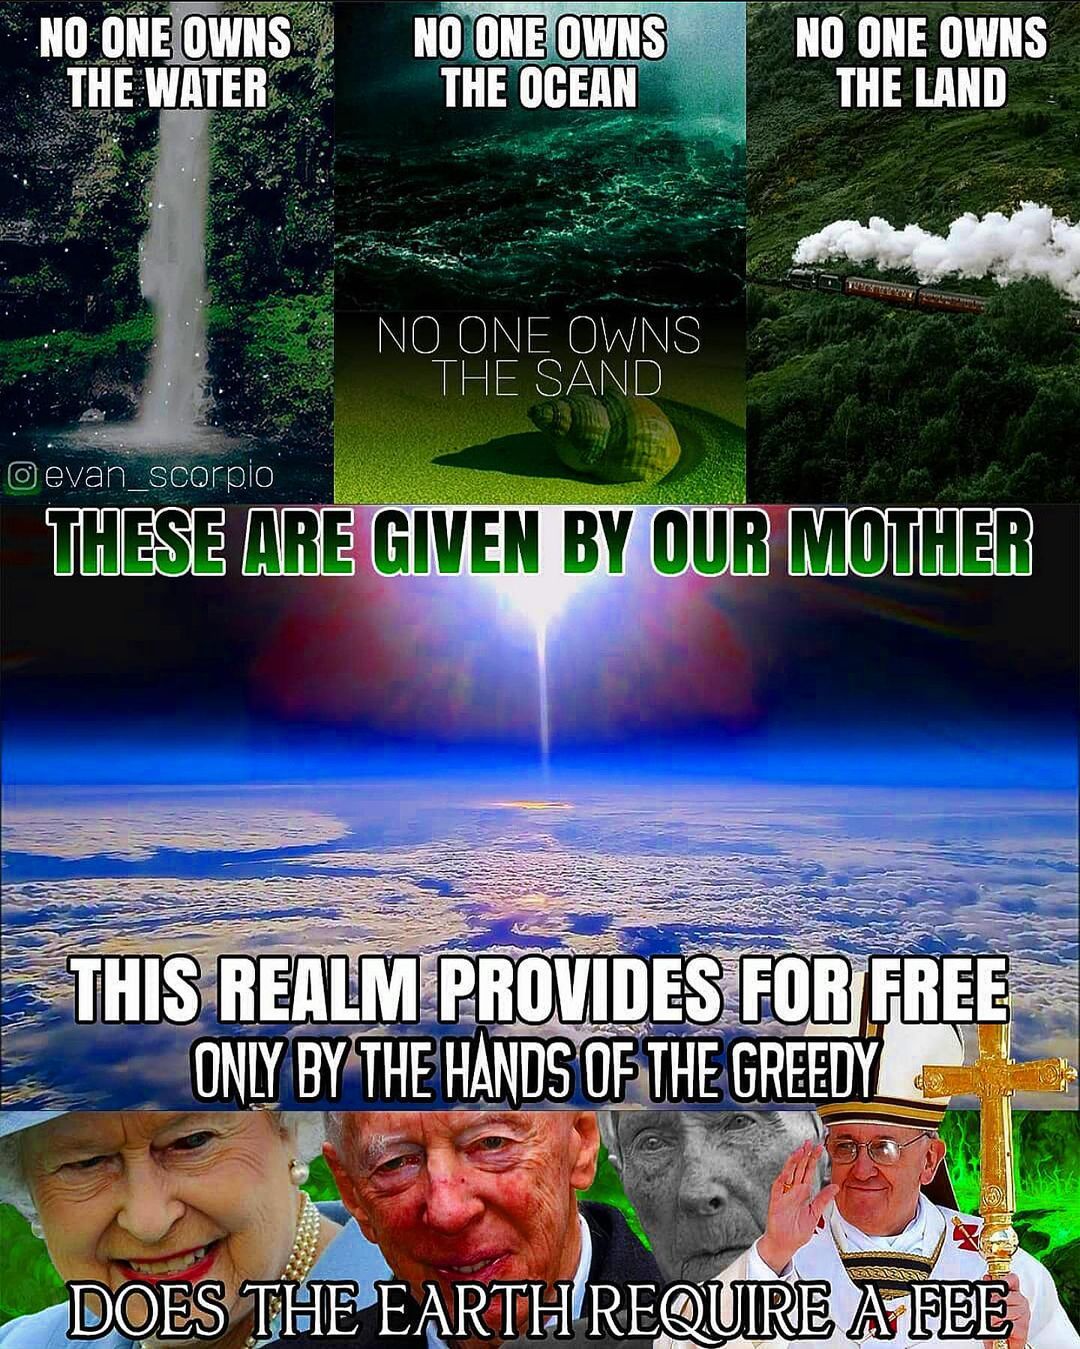 NO ONE OWNS
THE WATER
NO ONE OWNS
THE OCEAN
NO ONE OWNS
THE LAND
NO ONE OWNS
THE SAND
evan_scorpio
THESE ARE GIVEN BY OUR MOTHER
THIS REALM PROVIDES FOR FREE
ONLY BY THE HANDS OF THE GREEDY
DOES THE EARTH REQUIRE A FEE